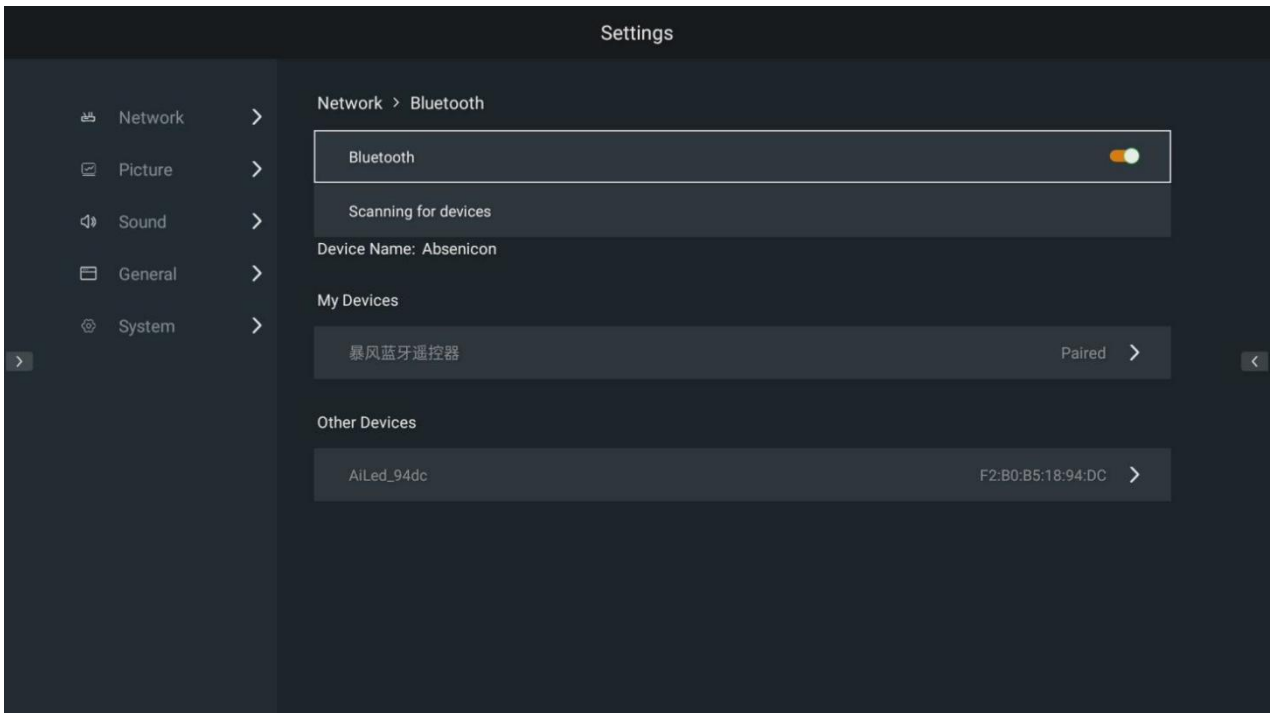 Settings
Network
Picture
Sound
General
System
Network > Bluetooth
Bluetooth
Scanning for devices
Device Name: Absenicon
My Devices
暴风蓝牙遥控器 Paired
Other Devices
AiLed_94dc F2:B0:B5:18:94:DC